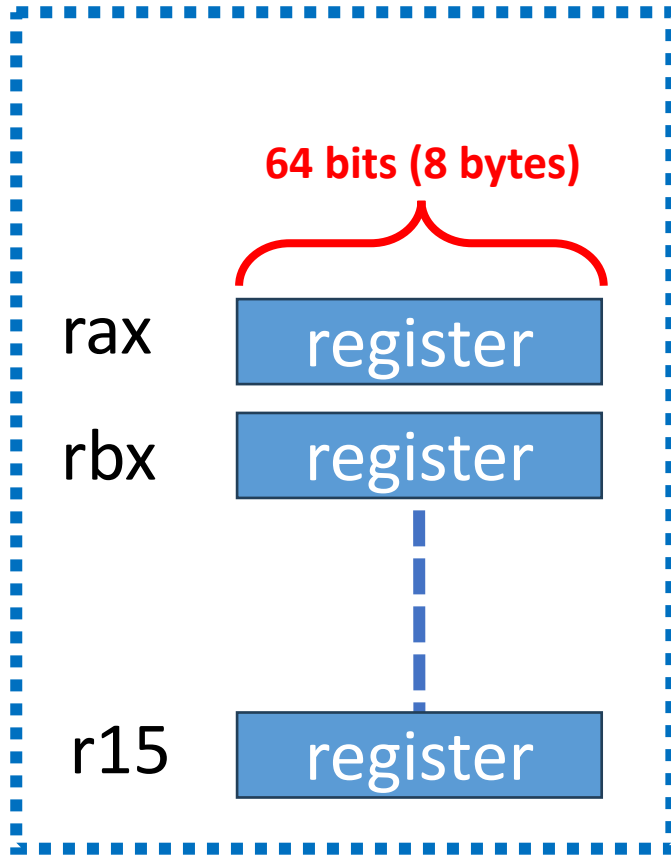 64 bits (8 bytes)
rax register
rbx register
r15 register